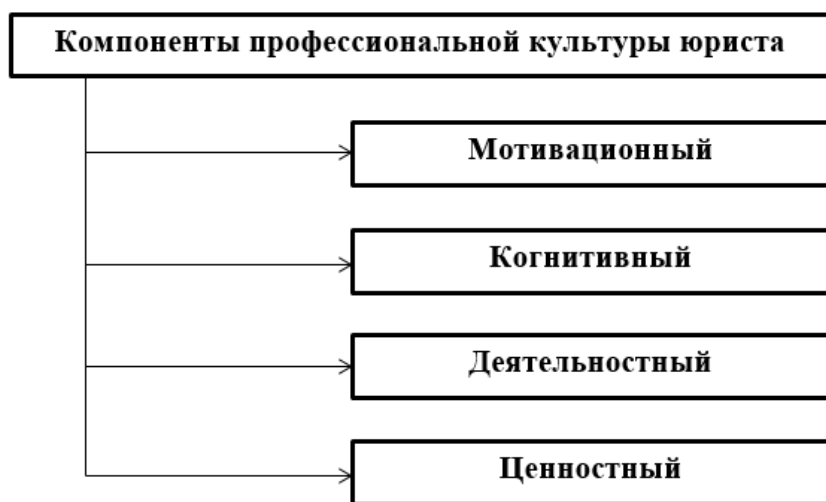 Компоненты профессиональной культуры юриста
Мотивационный
Когнитивный
Деятельностный
Ценностный